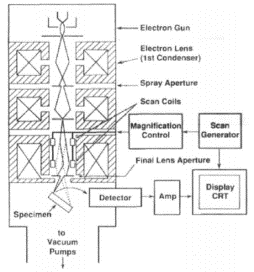 Electron Gun
Electron Lens
(1st Condenser)
Spray Aperture
Scan Coils
Magnification
Control
Scan
Generator
Final Lens Aperture
Detector
Amp
Display
CRT
Specimen
to
Vacuum
Pumps